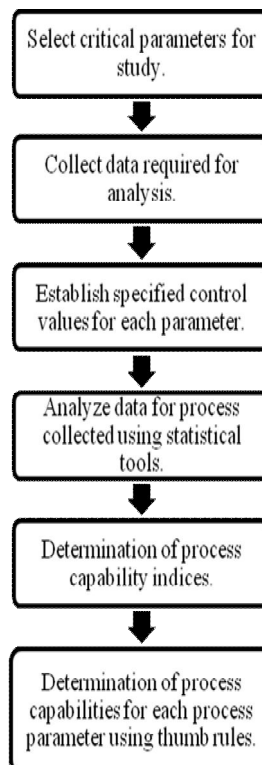 Select critical parameters for
study.
Collect data required for
analysis.
Establish specified control
values for each parameter.
Analyze data for process
collected using statistical
tools.
Determination of process
capability indices.
Determination of process
capabilities for each process
parameter using thumb rules.